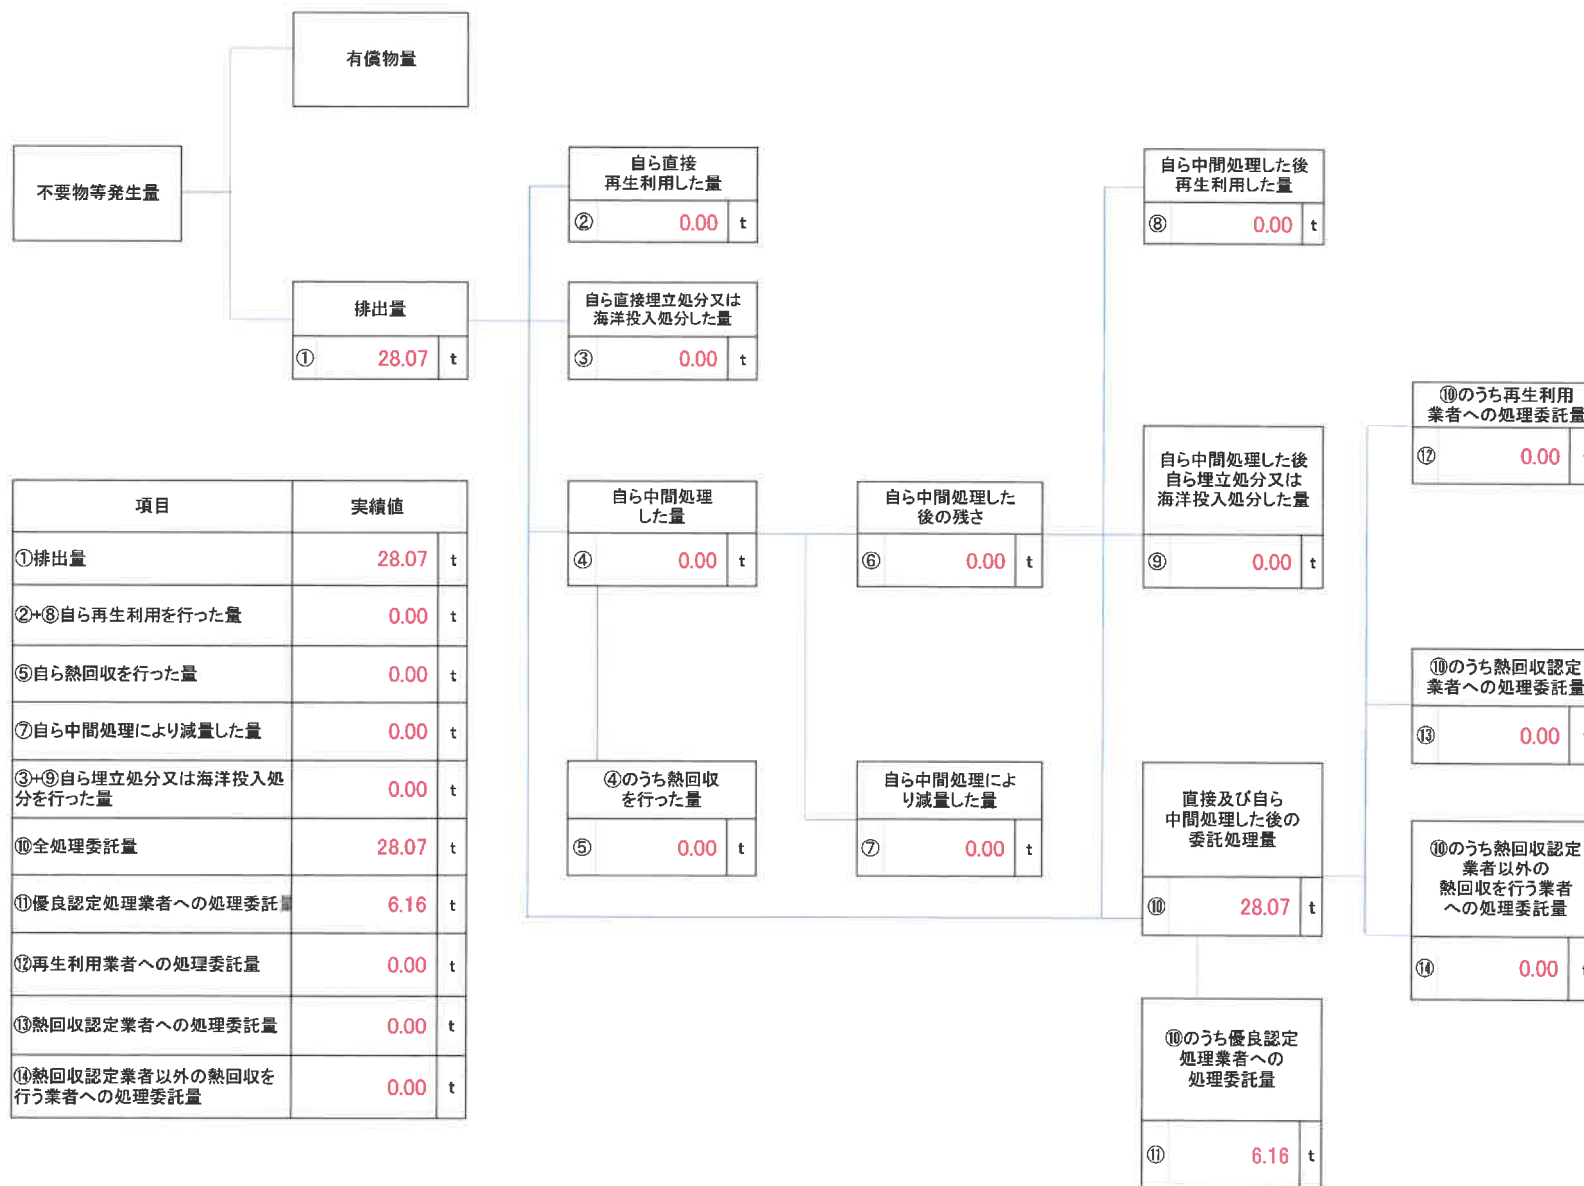 有償物量
不要物等発生量
排出量
① 28.07 t
自ら直接
再生利用した量
② 0.00 t
自ら直接埋立処分又は
海洋投入処分した量
③ 0.00 t
自ら中間処理
した量
④ 0.00 t
④のうち熱回収
を行った量
⑤ 0.00 t
自ら中間処理した
後の残さ
⑥ 0.00 t
自ら中間処理によ
り減量した量
⑦ 0.00 t
自ら中間処理した後
再生利用した量
⑧ 0.00 t
自ら中間処理した後
自ら埋立処分又は
海洋投入処分した量
⑨ 0.00 t
直接及び自ら
中間処理した後の
委託処理量
⑩ 28.07 t
⑩のうち優良認定
処理業者への
処理委託量
⑪ 6.16 t
⑩のうち再生利用
業者への処理委託量
⑫ 0.00
⑩のうち熱回収認定
業者への処理委託量
⑬ 0.00
⑩のうち熱回収認定
業者以外の
熱回収を行う業者
への処理委託量
⑭ 0.00
項目 実績値
①排出量 28.07 t
②+⑧自ら再生利用を行った量 0.00 t
⑤自ら熱回収を行った量 0.00 t
⑦自ら中間処理により減量した量 0.00 t
③+⑨自ら埋立処分又は海洋投入処
分を行った量 0.00 t
⑩全処理委託量 28.07 t
⑪優良認定処理業者への処理委託量 6.16 t
⑫再生利用業者への処理委託量 0.00 t
⑬熱回収認定業者への処理委託量 0.00 t
⑭熱回収認定業者以外の熱回収を
行う業者への処理委託量 0.00 t